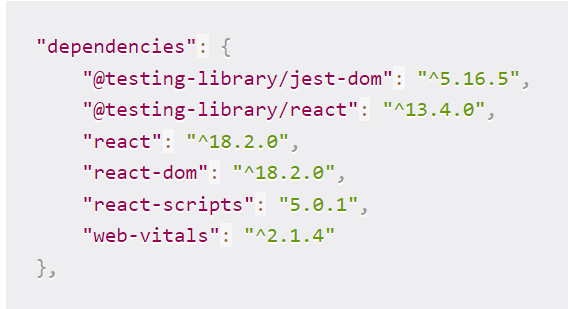 "dependencies": {
    "@testing-library/jest-dom": "^5.16.5",
    "@testing-library/react": "^13.4.0",
    "react": "^18.2.0",
    "react-dom": "^18.2.0",
    "react-scripts": "5.0.1",
    "web-vitals": "^2.1.4"
},